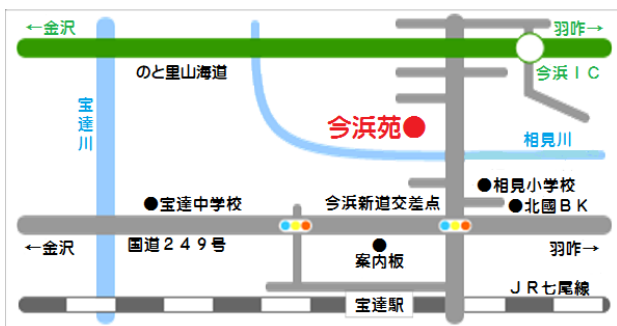 ←金沢
羽咋→
のと里山海道
今浜ＩＣ
宝達川
今浜苑●
相見川
●相見小学校
●宝達中学校
今浜新道交差点
●北國ＢＫ
←金沢
国道２４９号
●
案内板
羽咋→
ＪＲ七尾線
宝達駅